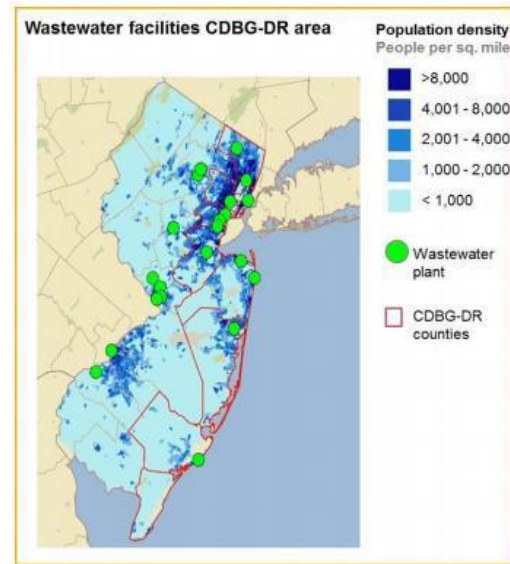 Wastewater facilities CDBG-DR area
Population density
People per sq. mile
>8,000
4,001 - 8,000
2,001 - 4,000
1,000 - 2,000
< 1,000
Wastewater
plant
CDBG-DR
counties